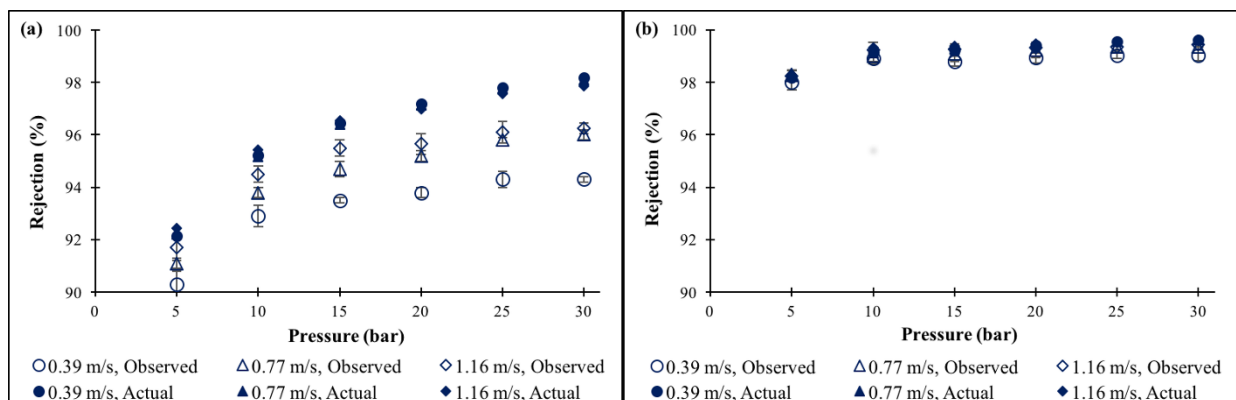 (a)
100
98
96
94
92
90
Rejection (%)
0 5 10 15 20 25 30
Pressure (bar)
0.39 m/s, Observed 0.77 m/s, Observed 1.16 m/s, Observed
0.39 m/s, Actual 0.77 m/s, Actual 1.16 m/s, Actual
(b)
100
98
96
94
92
90
Rejection (%)
0 5 10 15 20 25 30
Pressure (bar)
0.39 m/s, Observed 0.77 m/s, Observed 1.16 m/s, Observed
0.39 m/s, Actual 0.77 m/s, Actual 1.16 m/s, Actual